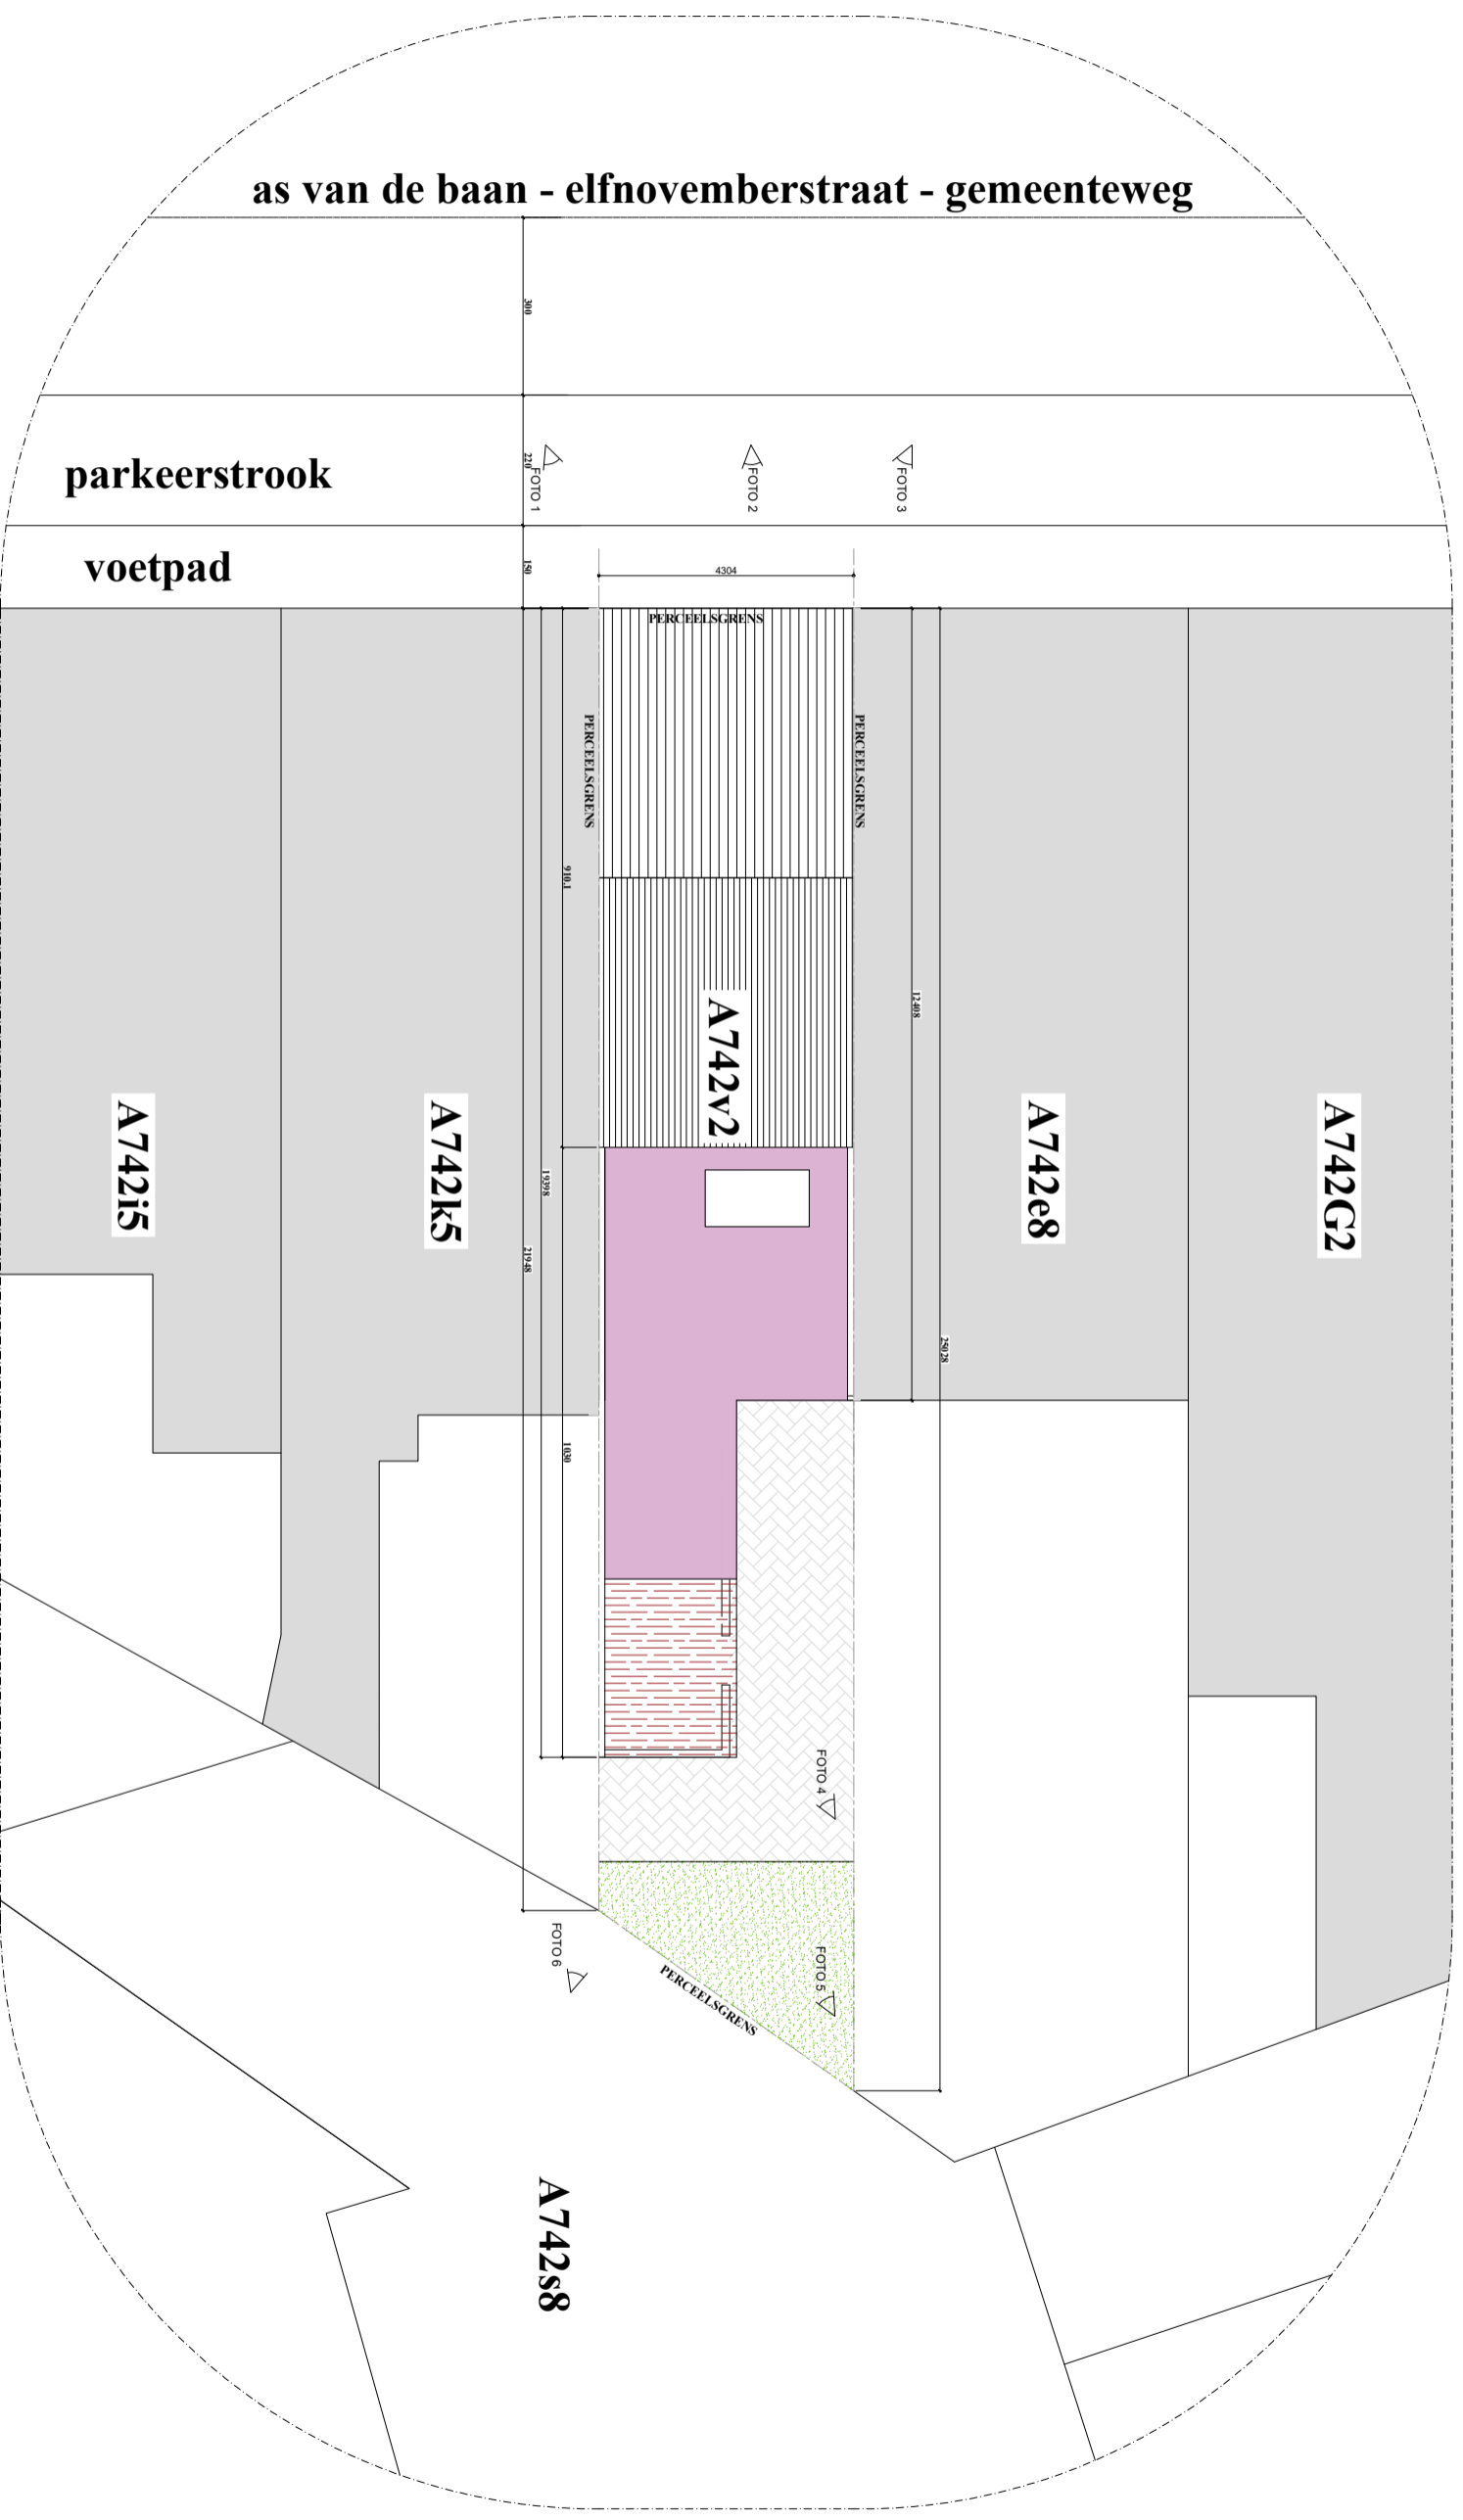 as van de baan - elfnovemberstraat - gemeenteweg
300
parkeerstrook
220
FOTO 1
FOTO 2
FOTO 3
voetpad
150
4304
PERCEELSGRENS
PERCEELSGRENS
PERCEELSGRENS
910,1
12408
A742v2
A742i5
A742k5
A742e8
A742G2
19398
21948
25028
1030
FOTO 4
FOTO 5
FOTO 6
PERCEELSGRENS
A742s8